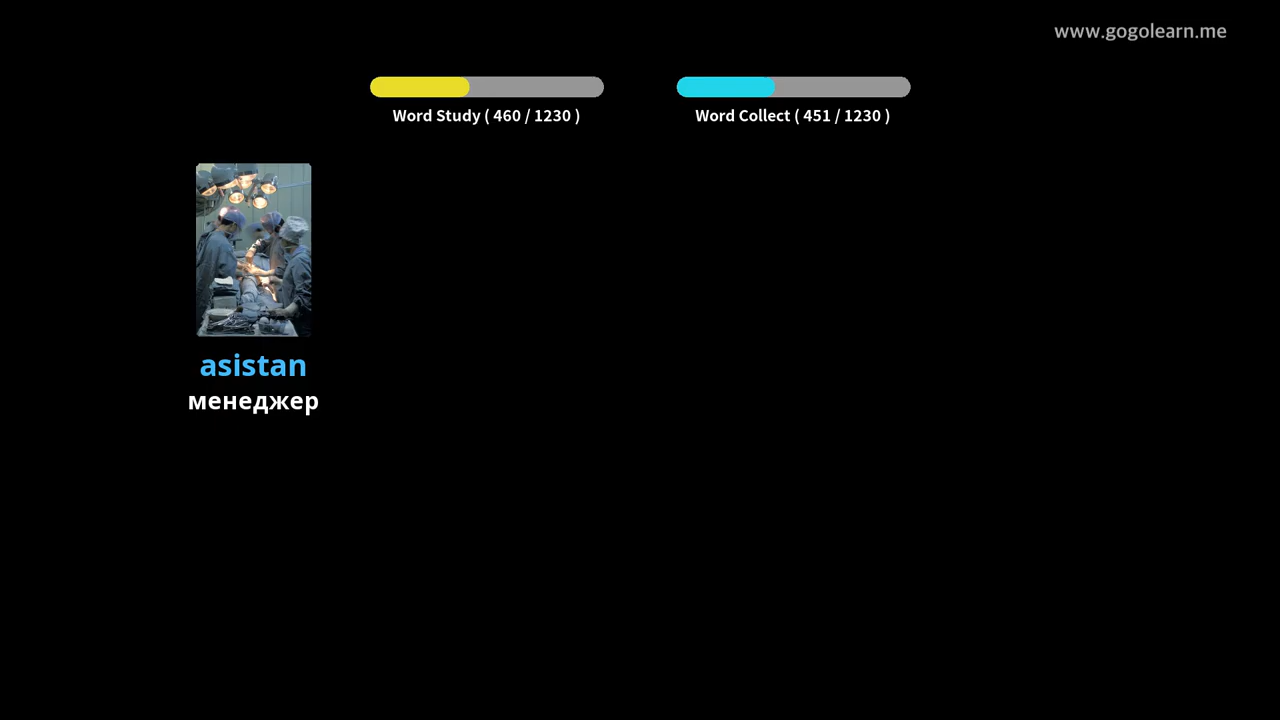 www.gogolearn.me
Word Study ( 460 / 1230 )
Word Collect ( 451 / 1230 )
asistan
менеджер